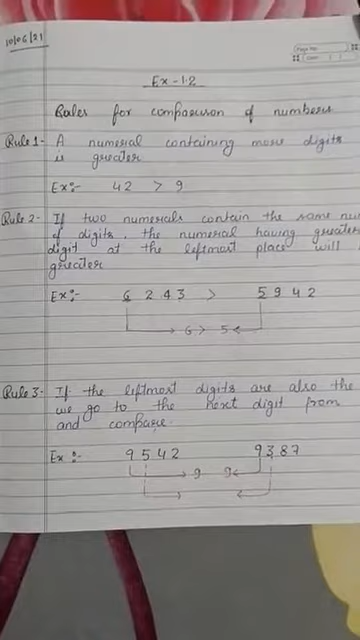 10/06/21
Page No.
Date:
Ex - 1.2
Rules for comparison of numbers
Rule 1- A numeral containing more digits
is greater
Ex:- 42 > 9
Rule 2- If two numerals contain the same nu
of digits, the numeral having greater
digit at the leftmost place will
greater
Ex:- 6 2 4 3 > 5 9 4 2
6 > 5
Rule 3- If the leftmost digits are also the
we go to the next digit from
and compare.
Ex:- 9 5 4 2 9 3 8 7
9 9